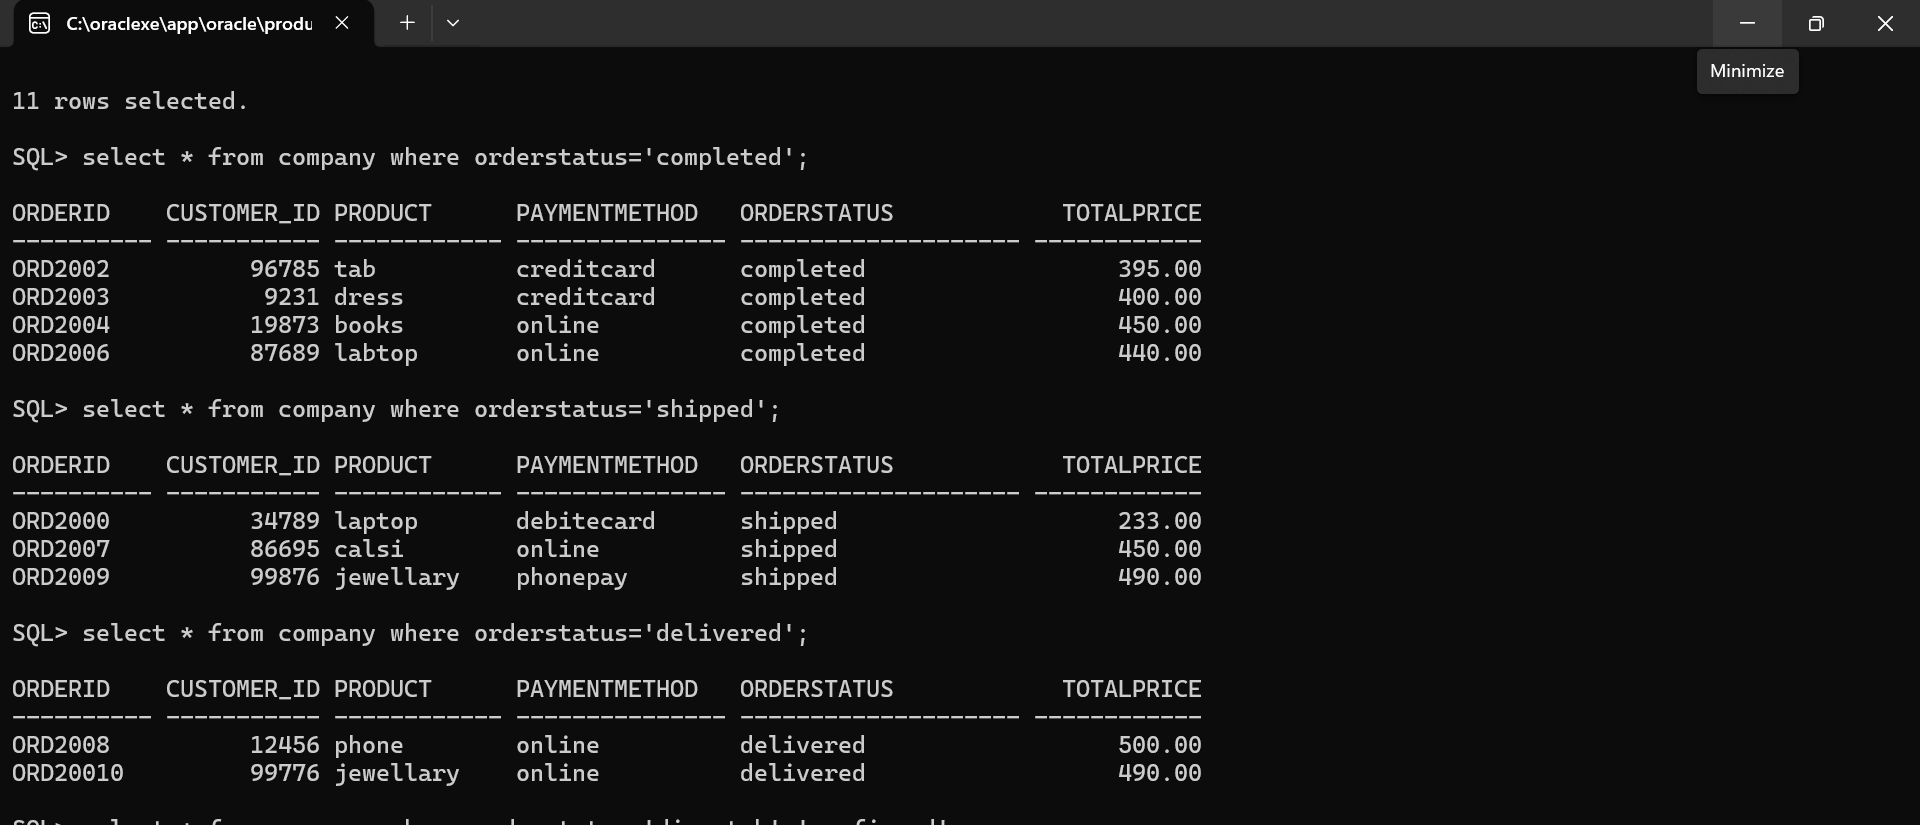 C:\oraclexe\app\oracle\produ
Minimize
11 rows selected.
SQL> select * from company where orderstatus='completed';
ORDERID    CUSTOMER_ID PRODUCT      PAYMENTMETHOD   ORDERSTATUS            TOTALPRICE
---------- ----------- ------------ --------------- -------------------- ------------
ORD2002          96785 tab          creditcard      completed                  395.00
ORD2003           9231 dress        creditcard      completed                  400.00
ORD2004          19873 books        online          completed                  450.00
ORD2006          87689 labtop       online          completed                  440.00
SQL> select * from company where orderstatus='shipped';
ORDERID    CUSTOMER_ID PRODUCT      PAYMENTMETHOD   ORDERSTATUS            TOTALPRICE
---------- ----------- ------------ --------------- -------------------- ------------
ORD2000          34789 laptop       debitecard      shipped                    233.00
ORD2007          86695 calsi        online          shipped                    450.00
ORD2009          99876 jewellary    phonepay        shipped                    490.00
SQL> select * from company where orderstatus='delivered';
ORDERID    CUSTOMER_ID PRODUCT      PAYMENTMETHOD   ORDERSTATUS            TOTALPRICE
---------- ----------- ------------ --------------- -------------------- ------------
ORD2008          12456 phone        online          delivered                  500.00
ORD20010         99776 jewellary    online          delivered                  490.00